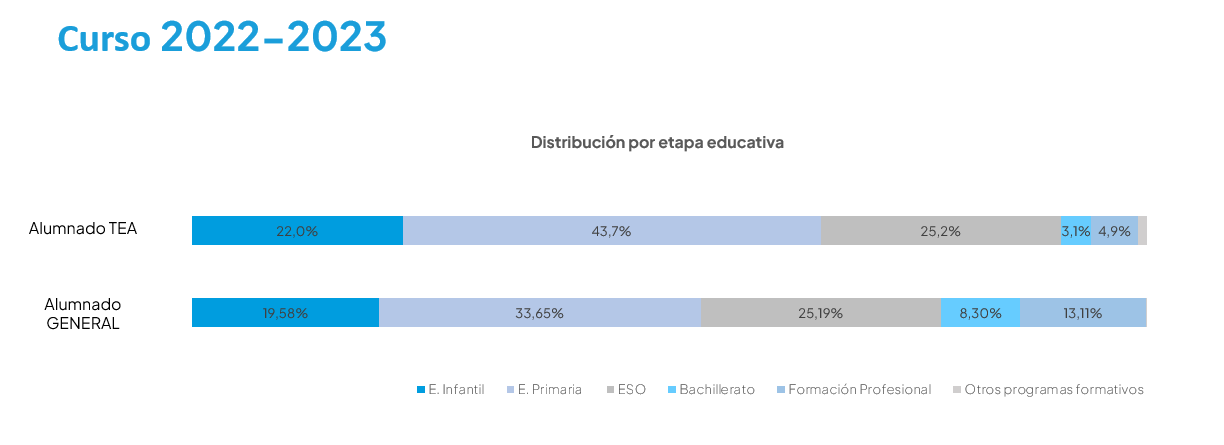 Curso 2022–2023
Distribución por etapa educativa
Alumnado TEA
22,0% 43,7% 25,2% 3,1% 4,9%
Alumnado
GENERAL
19,58% 33,65% 25,19% 8,30% 13,11%
E. Infantil E. Primaria ESO Bachillerato Formación Profesional Otros programas formativos